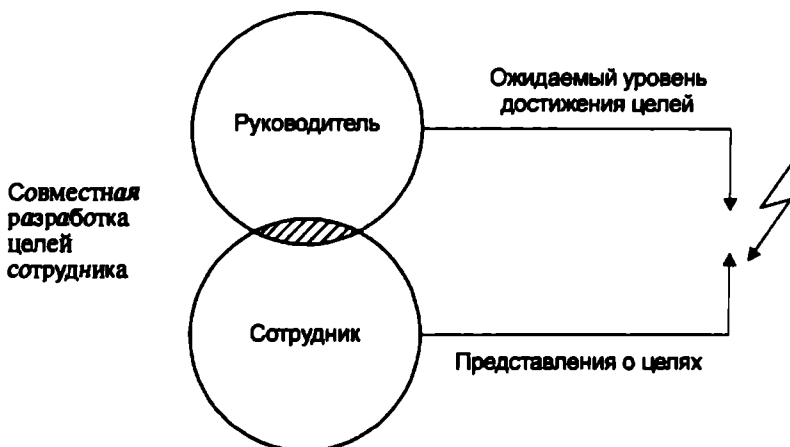 Ожидаемый уровень
достижения целей
Руководитель
Совместная
разработка
целей
сотрудника
Сотрудник
Представления о целях